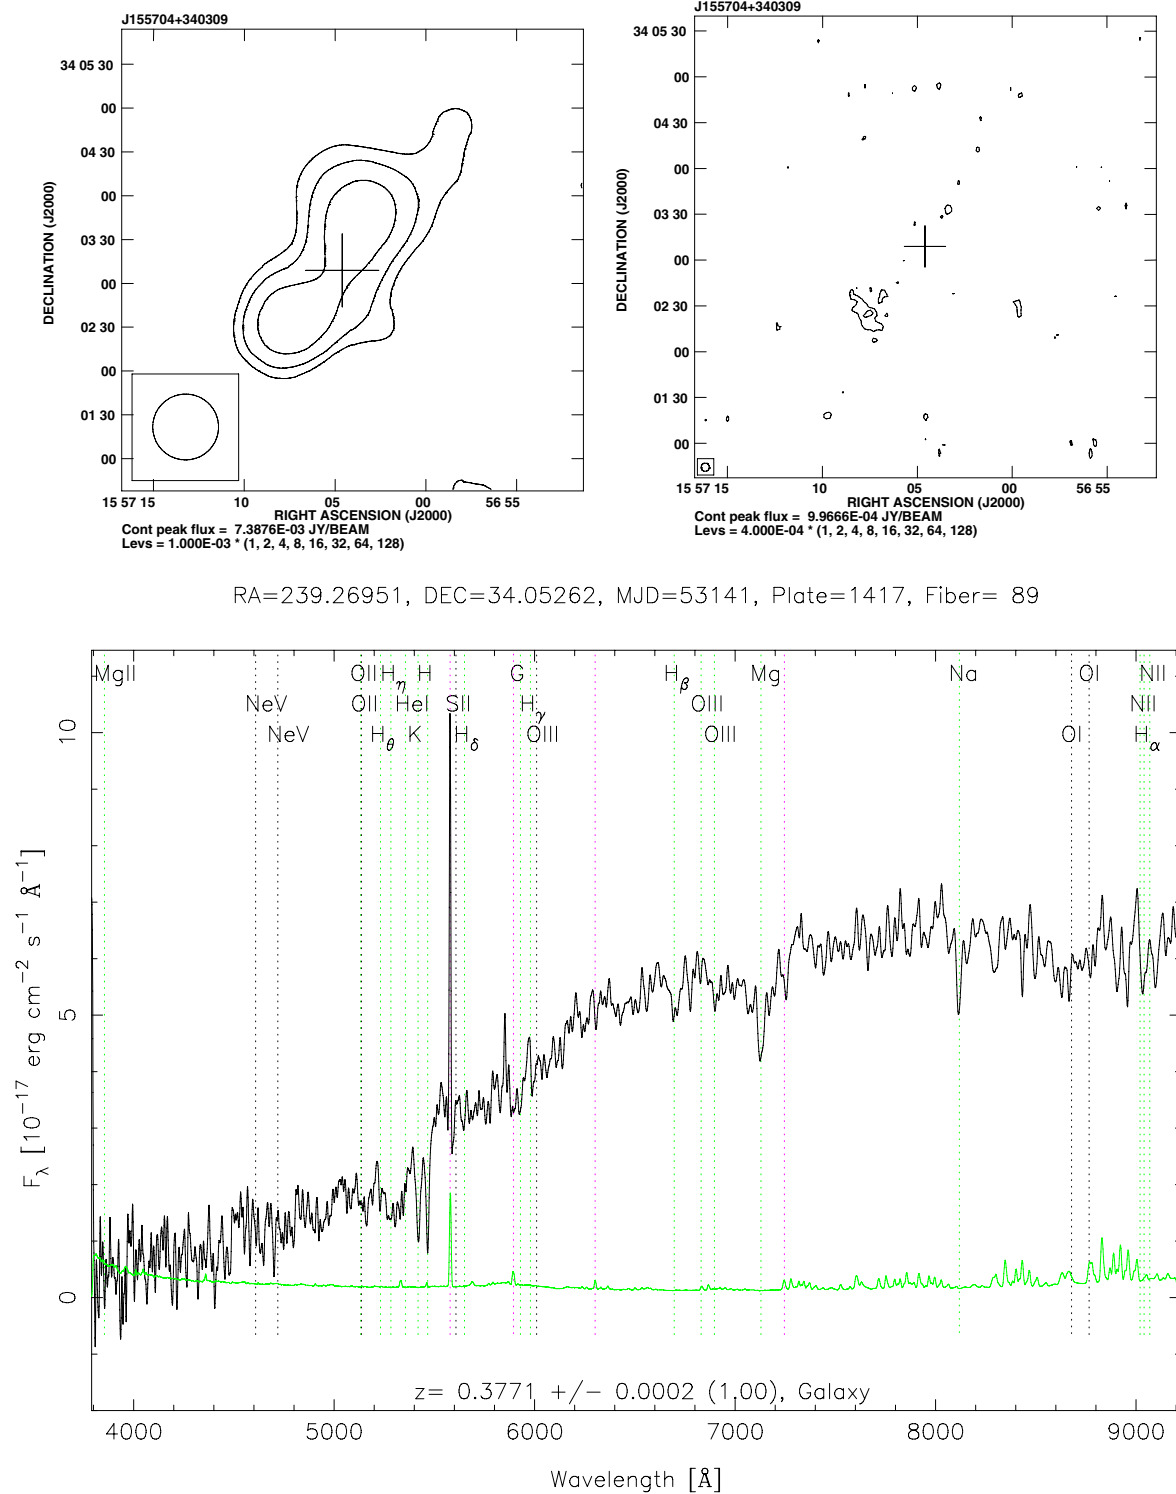 J155704+340309
DECLINATION (J2000)
34 05 30
00
04 30
00
03 30
00
02 30
00
01 30
00
15 57 15
10
05
00
56 55
RIGHT ASCENSION (J2000)
Cont peak flux = 7.3876E-03 JY/BEAM
Levs = 1.000E-03 * (1, 2, 4, 8, 16, 32, 64, 128)
J155704+340309
DECLINATION (J2000)
34 05 30
00
04 30
00
03 30
00
02 30
00
01 30
00
15 57 15
10
05
00
56 55
RIGHT ASCENSION (J2000)
Cont peak flux = 9.9666E-04 JY/BEAM
Levs = 4.000E-04 * (1, 2, 4, 8, 16, 32, 64, 128)
RA=239.26951, DEC=34.05262, MJD=53141, Plate=1417, Fiber= 89
MgII OII Hη H G Hβ Mg Na OI NII
NeV OII HeI SII Hγ OIII NII
NeV Hθ K Hδ OIII OIII OI Hα
10
5
0
Fλ [10−17 erg cm−2 s−1 Å−1]
z= 0.3771 +/− 0.0002 (1.00), Galaxy
4000 5000 6000 7000 8000 9000
Wavelength [Å]